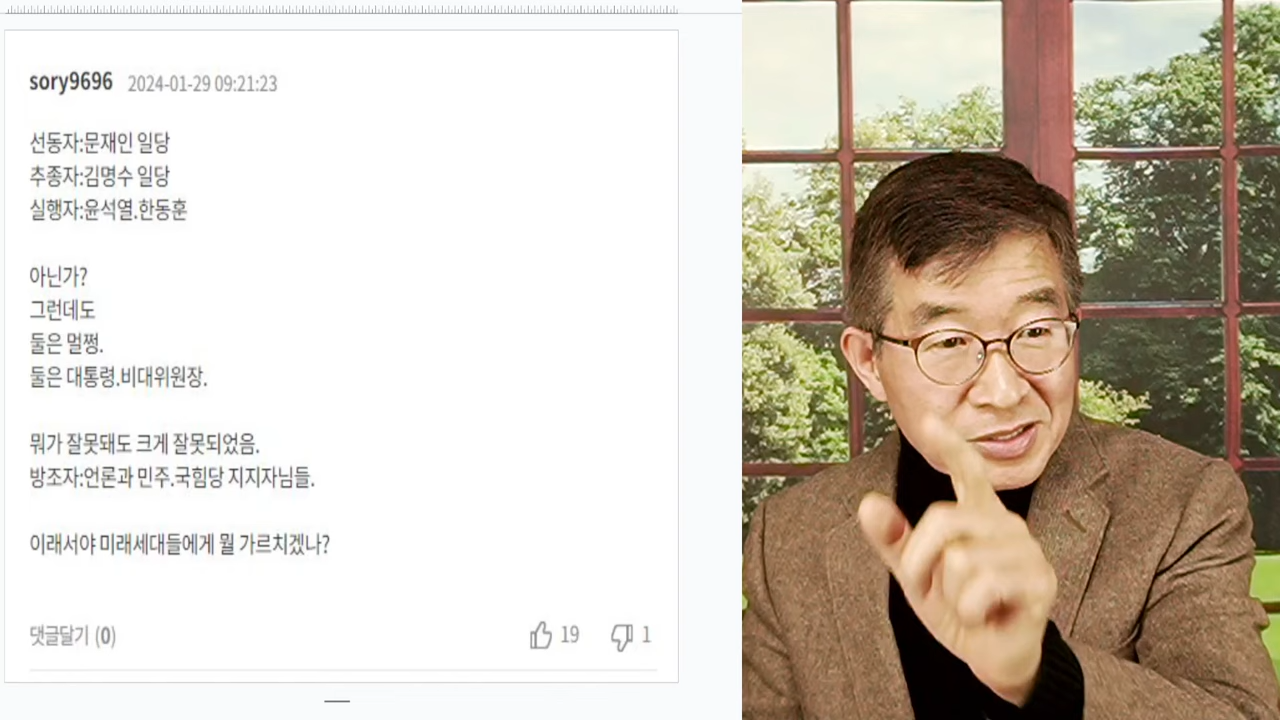 sory9696 2024-01-29 09:21:23
선동자:문재인 일당
추종자:김명수 일당
실행자:윤석열.한동훈
아닌가?
그런데도
둘은 멀쩡.
둘은 대통령.비대위원장.
뭐가 잘못돼도 크게 잘못되었음.
방조자:언론과 민주.국힘당 지지자님들.
이래서야 미래세대들에게 뭘 가르치겠나?
댓글달기 (0) 19 1